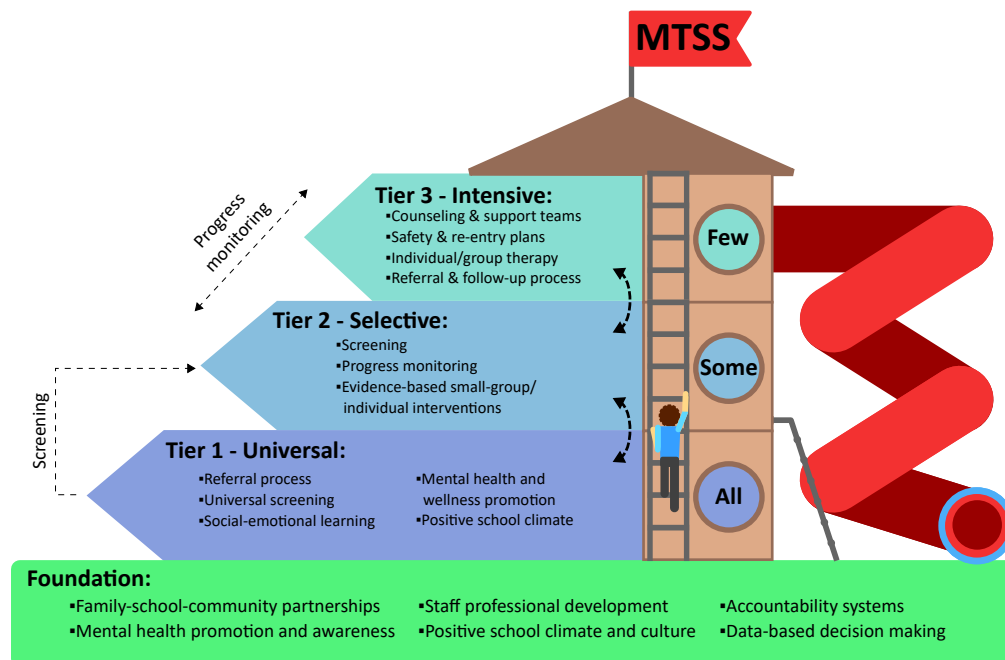 MTSS
Progress
monitoring
Tier 3 - Intensive:
▪Counseling & support teams
▪Safety & re-entry plans
▪Individual/group therapy
▪Referral & follow-up process
Few
Tier 2 - Selective:
▪Screening
▪Progress monitoring
▪Evidence-based small-group/
individual interventions
Some
Screening
Tier 1 - Universal:
▪Referral process
▪Universal screening
▪Social-emotional learning
▪Mental health and
wellness promotion
▪Positive school climate
All
Foundation:
▪Family-school-community partnerships
▪Mental health promotion and awareness
▪Staff professional development
▪Positive school climate and culture
▪Accountability systems
▪Data-based decision making